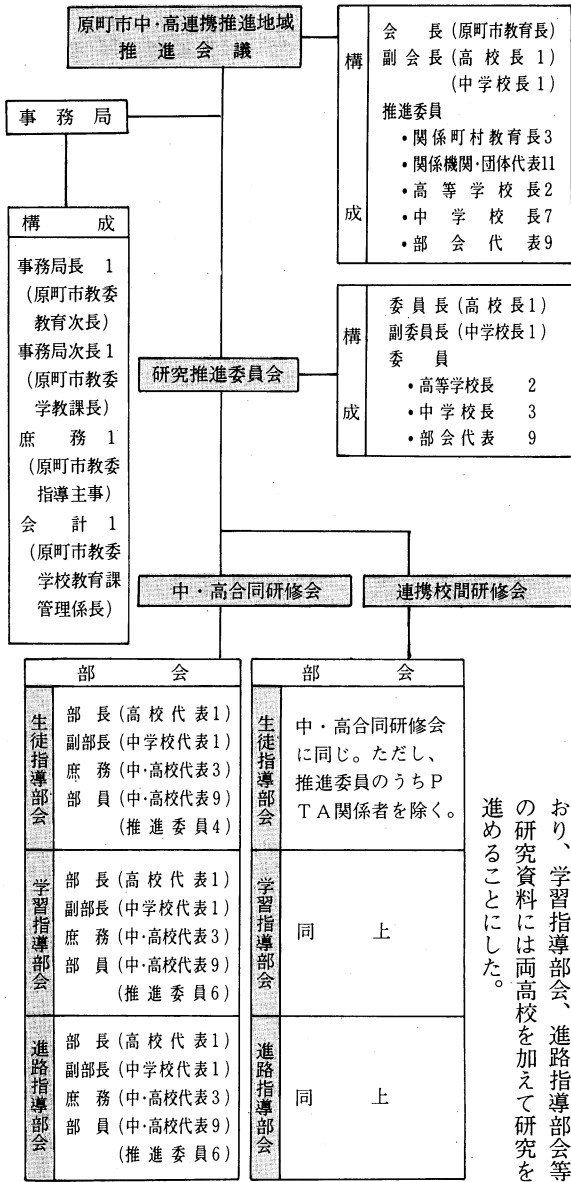 原町市中・高連携推進地域
推進会議
構成
会長(原町市教育長)
副会長(高校長1)
(中学校長1)
推進委員
・関係町村教育長3
・関係機関・団体代表11
・高等学校長2
・中学校長7
・部会代表9
事務局
構成
事務局長 1
(原町市教委
教育次長)
事務局次長1
(原町市教委
学教課長)
庶務 1
(原町市教委
指導主事)
会計 1
(原町市教委
学校教育課
管理係長)
研究推進委員会
構成
委員長(高校長1)
副委員長(中学校長1)
委員
・高等学校長 2
・中学校長 3
・部会代表 9
中・高合同研修会
連携校間研修会
部会
生徒指導部会
部長(高校代表1)
副部長(中学校代表1)
庶務(中・高校代表3)
部員(中・高校代表9)
(推進委員4)
学習指導部会
部長(高校代表1)
副部長(中学校代表1)
庶務(中・高校代表3)
部員(中・高校代表9)
(推進委員6)
進路指導部会
部長(高校代表1)
副部長(中学校代表1)
庶務(中・高校代表3)
部員(中・高校代表9)
(推進委員6)
部会
生徒指導部会
中・高合同研修会
に同じ。ただし、
推進委員のうちP
TA関係者を除く。
学習指導部会
同上
進路指導部会
同上
おり、学習指導部会、進路指導部会等
の研究資料には両高校を加えて研究を
進めることにした。